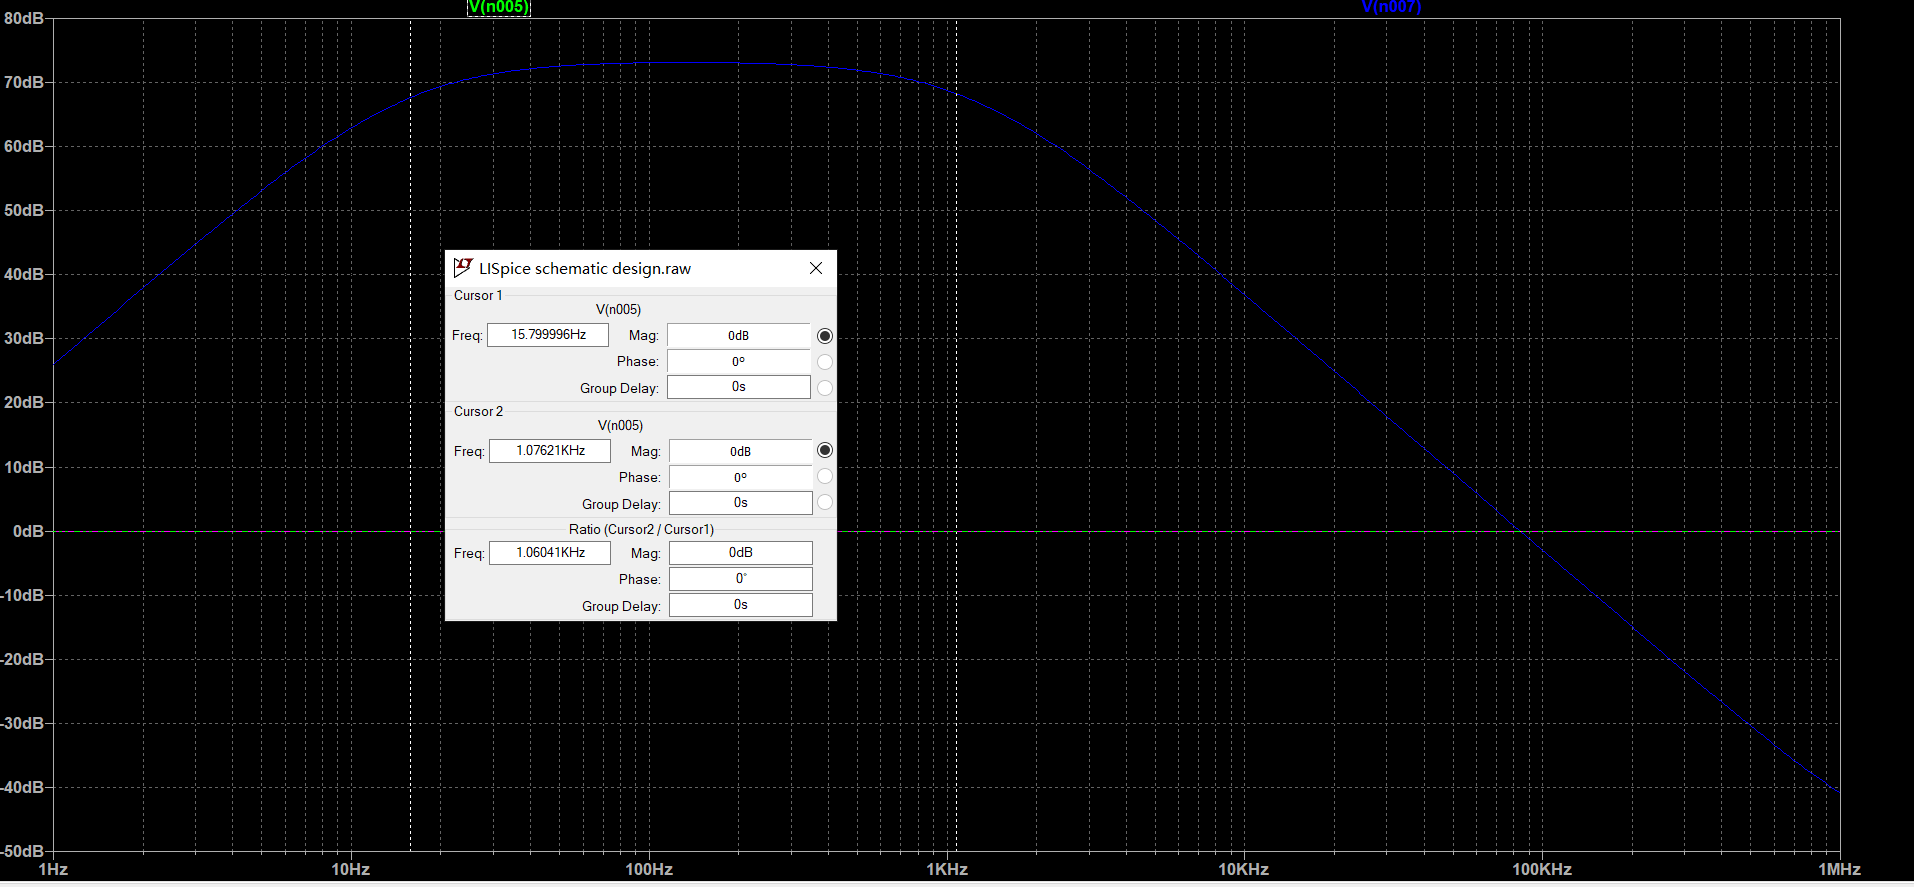 V(n005) V(n007)
80dB
70dB
60dB
50dB
40dB
30dB
20dB
10dB
0dB
-10dB
-20dB
-30dB
-40dB
-50dB
1Hz 10Hz 100Hz 1KHz 10KHz 100KHz 1MHz
LISpice schematic design.raw
Cursor 1
V(n005)
Freq: 15.799996Hz Mag: 0dB
Phase: 0º
Group Delay: 0s
Cursor 2
V(n005)
Freq: 1.07621KHz Mag: 0dB
Phase: 0º
Group Delay: 0s
Ratio (Cursor2 / Cursor1)
Freq: 1.06041KHz Mag: 0dB
Phase: 0°
Group Delay: 0s